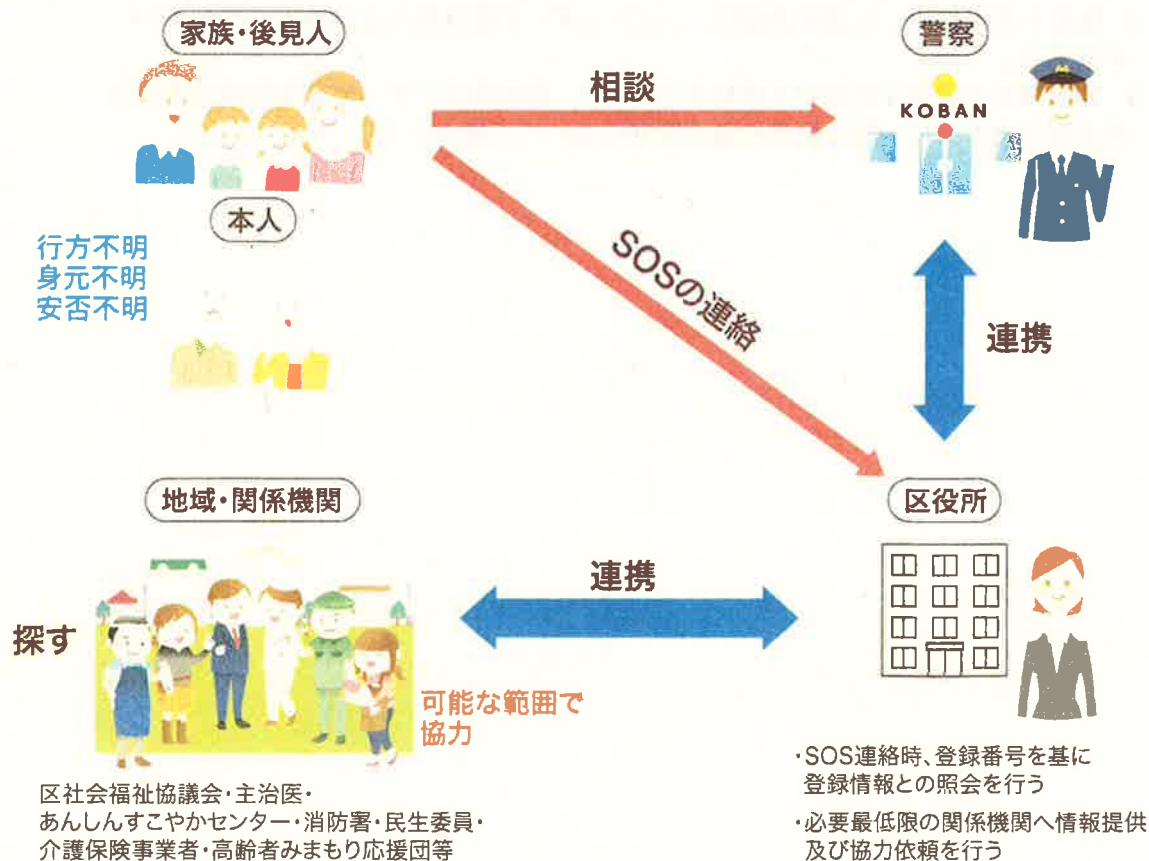 家族・後見人
警察
相談
KOBAN
本人
行方不明
身元不明
安否不明
SOSの連絡
連携
地域・関係機関
区役所
連携
探す
可能な範囲で
協力
区社会福祉協議会・主治医・
あんしんすこやかセンター・消防署・民生委員・
介護保険事業者・高齢者みまもり応援団等
・SOS連絡時、登録番号を基に
登録情報との照会を行う
・必要最低限の関係機関へ情報提供
及び協力依頼を行う